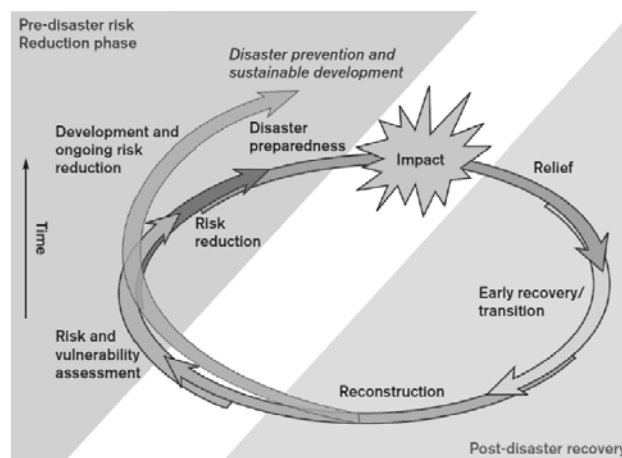 Pre-disaster risk
Reduction phase
Disaster prevention and
sustainable development
Development and
ongoing risk
reduction
Disaster
preparedness
Impact
Relief
Time
Risk
reduction
Early recovery/
transition
Risk and
vulnerability
assessment
Reconstruction
Post-disaster recovery